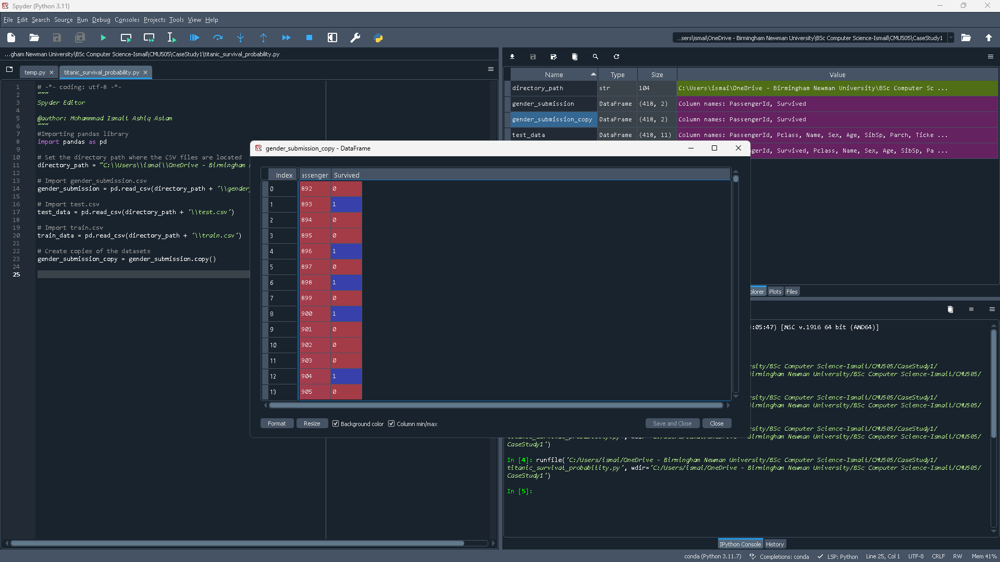 Spyder (Python 3.11)
File Edit Search Source Run Debug Consoles Projects Tools View Help
...sers\ismai\OneDrive - Birmingham Newman University\BSc Computer Science-Ismail\CMU505\CaseStudy1
...gham Newman University\BSc Computer Science-Ismail\CMU505\CaseStudy1\titanic_survival_probability.py
temp.py
titanic_survival_probability.py
1 # -*- coding: utf-8 -*-
2 """
3 Spyder Editor
4
5 @author: Mohammmad Ismail Ashiq Aslam
6 """
7 #Importing pandas library
8 import pandas as pd
9
10 # Set the directory path where the CSV files are located
11 directory_path = "C:\\Users\\ismai\\OneDrive - Birmingham
12
13 # Import gender_submission.csv
14 gender_submission = pd.read_csv(directory_path + '\\gender
15
16 # Import test.csv
17 test_data = pd.read_csv(directory_path + '\\test.csv')
18
19 # Import train.csv
20 train_data = pd.read_csv(directory_path + '\\train.csv')
21
22 # Create copies of the datasets
23 gender_submission_copy = gender_submission.copy()
24
25
Name Type Size Value
directory_path str 104 C:\Users\ismai\OneDrive - Birmingham Newman University\BSc Computer Sc ...
gender_submission DataFrame (418, 2) Column names: PassengerId, Survived
gender_submission_copy DataFrame (418, 2) Column names: PassengerId, Survived
test_data DataFrame (418, 11) Column names: PassengerId, Pclass, Name, Sex, Age, SibSp, Parch, Ticke ...
gerId, Survived, Pclass, Name, Sex, Age, SibSp, Pa ...
gender_submission_copy - DataFrame
Index assenger Survived
0 892 0
1 893 1
2 894 0
3 895 0
4 896 1
5 897 0
6 898 1
7 899 0
8 900 1
9 901 0
10 902 0
11 903 0
12 904 1
13 905 0
Format Resize Background color Column min/max Save and Close Close
plorer Plots Files
:05:47) [MSC v.1916 64 bit (AMD64)]
sity/BSc Computer Science-Ismail/CMU505/CaseStudy1/
Birmingham Newman University/BSc Computer Science-Ismail/CMU505/
sity/BSc Computer Science-Ismail/CMU505/CaseStudy1/
Birmingham Newman University/BSc Computer Science-Ismail/CMU505/
sity/BSc Computer Science-Ismail/CMU505/CaseStudy1/
titanic_survival_probability.py', wdir='C:/Users/ismai/OneDrive - Birmingham Newman University/BSc Computer Science-Ismail/CMU505/
CaseStudy1')
In [4]: runfile('C:/Users/ismai/OneDrive - Birmingham Newman University/BSc Computer Science-Ismail/CMU505/CaseStudy1/
titanic_survival_probability.py', wdir='C:/Users/ismai/OneDrive - Birmingham Newman University/BSc Computer Science-Ismail/CMU505/
CaseStudy1')
In [5]:
IPython Console History
conda (Python 3.11.7) Completions: conda LSP: Python Line 25, Col 1 UTF-8 CRLF RW Mem 41%